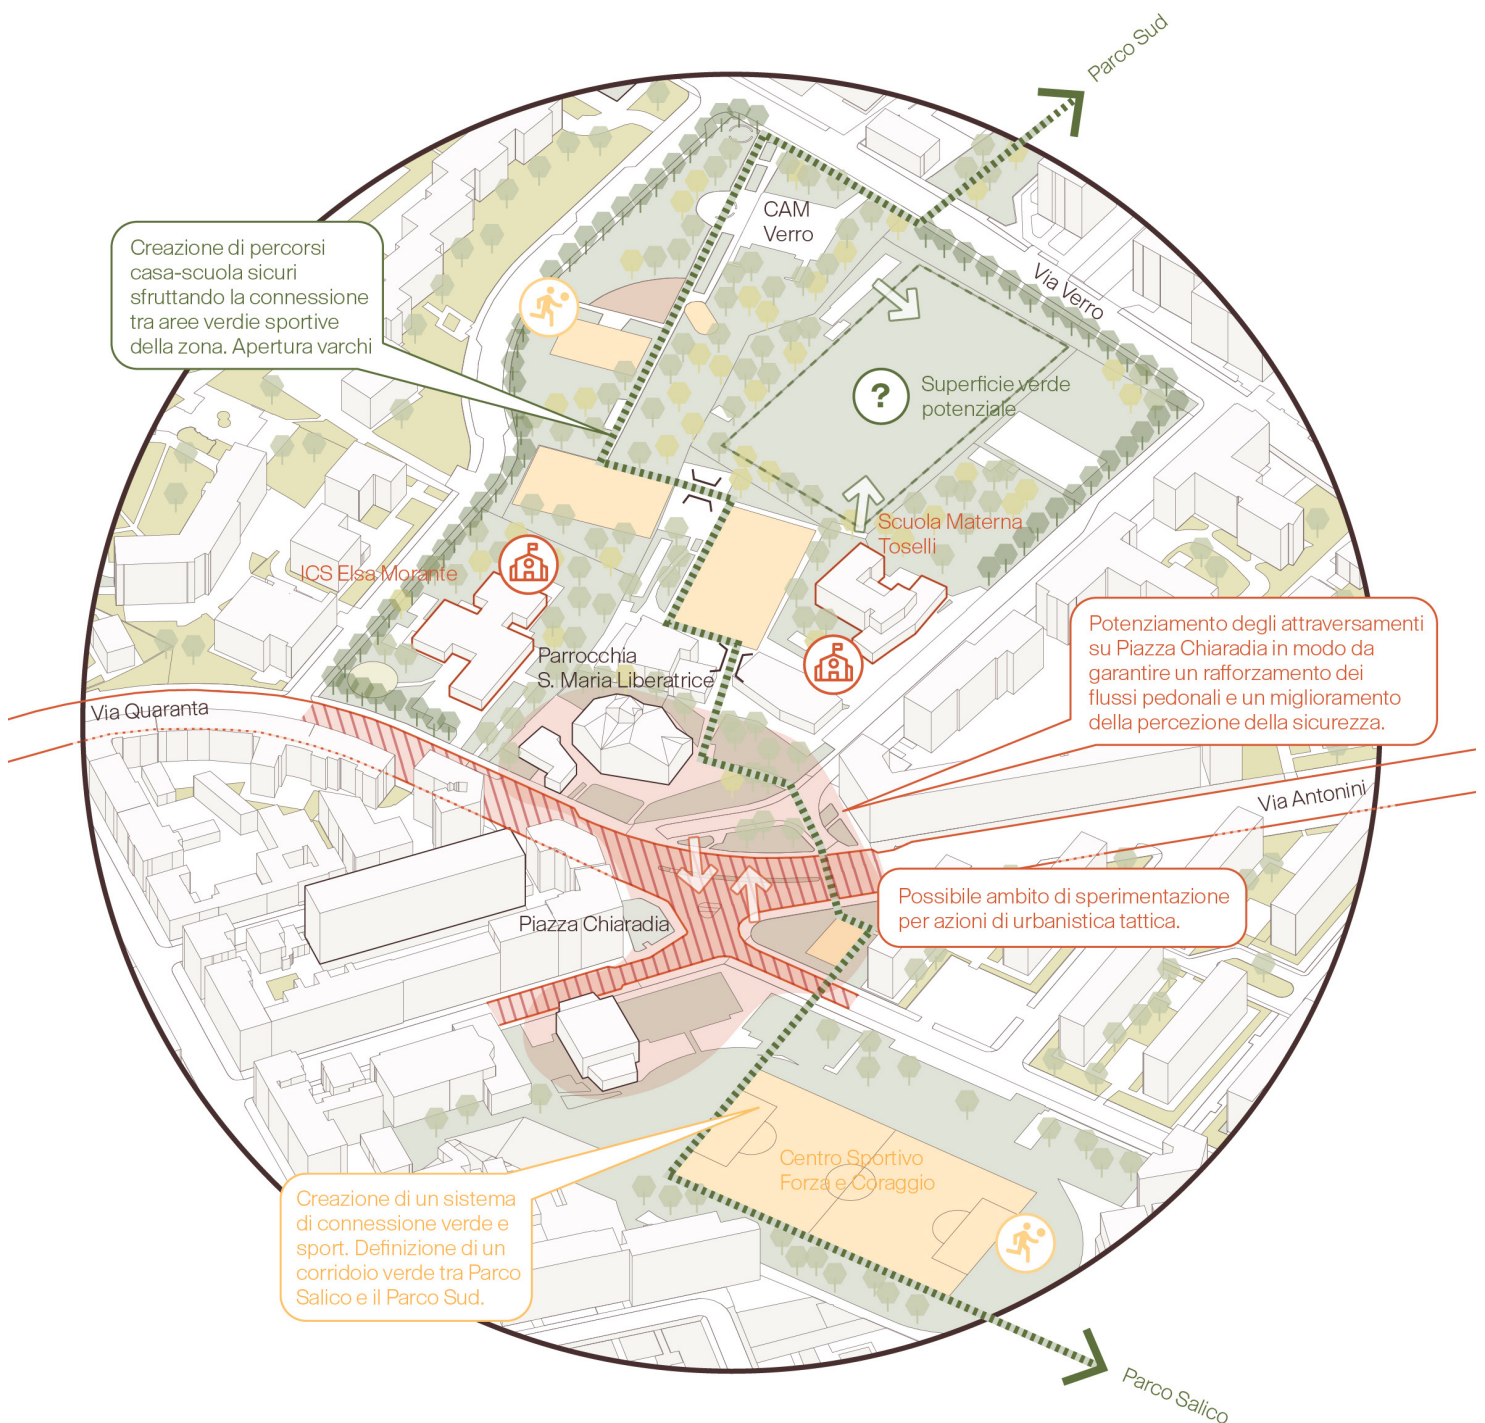 Parco Sud
CAM
Verro
Creazione di percorsi
casa-scuola sicuri
sfruttando la connessione
tra aree verdie sportive
della zona. Apertura varchi
Via Verro
?
Superficie verde
potenziale
Scuola Materna
Toselli
ICS Elsa Morante
Potenziamento degli attraversamenti
su Piazza Chiaradia in modo da
garantire un rafforzamento dei
flussi pedonali e un miglioramento
della percezione della sicurezza.
Parrocchia
S. Maria Liberatrice
Via Quaranta
Via Antonini
Possibile ambito di sperimentazione
per azioni di urbanistica tattica.
Piazza Chiaradia
Centro Sportivo
Forza e Coraggio
Creazione di un sistema
di connessione verde e
sport. Definizione di un
corridoio verde tra Parco
Salico e il Parco Sud.
Parco Salico